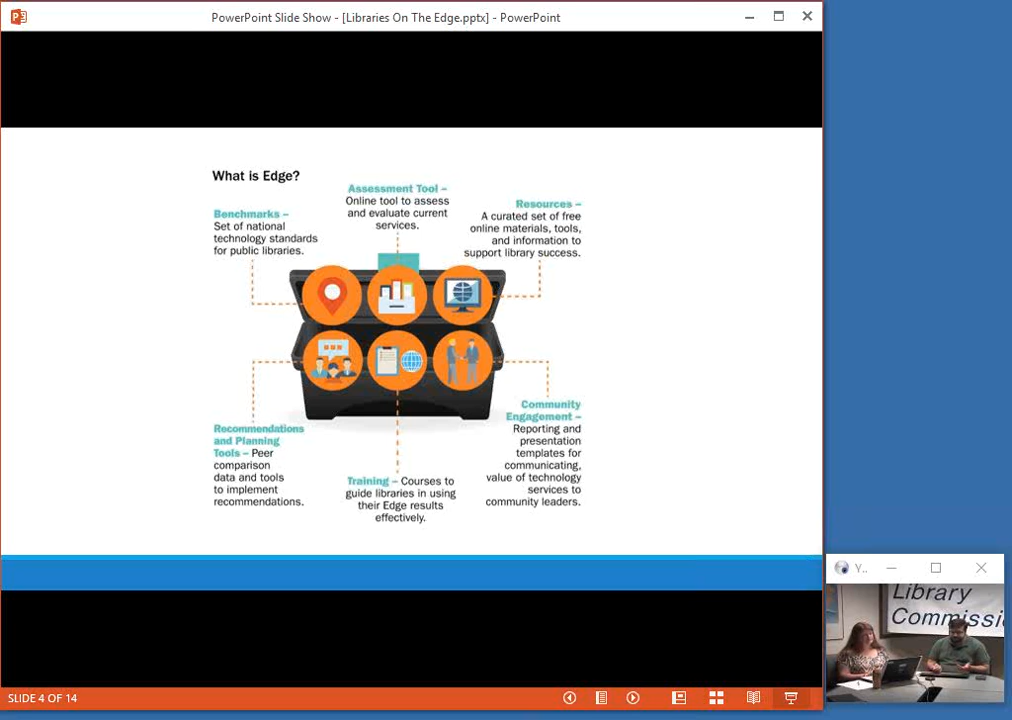 PowerPoint Slide Show - [Libraries On The Edge.pptx] - PowerPoint
What is Edge?
Assessment Tool –
Online tool to assess
and evaluate current
services.
Benchmarks –
Set of national
technology standards
for public libraries.
Resources –
A curated set of free
online materials, tools,
and information to
support library success.
Recommendations
and Planning
Tools – Peer
comparison
data and tools
to implement
recommendations.
Training – Courses to
guide libraries in using
their Edge results
effectively.
Community
Engagement –
Reporting and
presentation
templates for
communicating,
value of technology
services to
community leaders.
SLIDE 4 OF 14
Y..
Library
Commissi